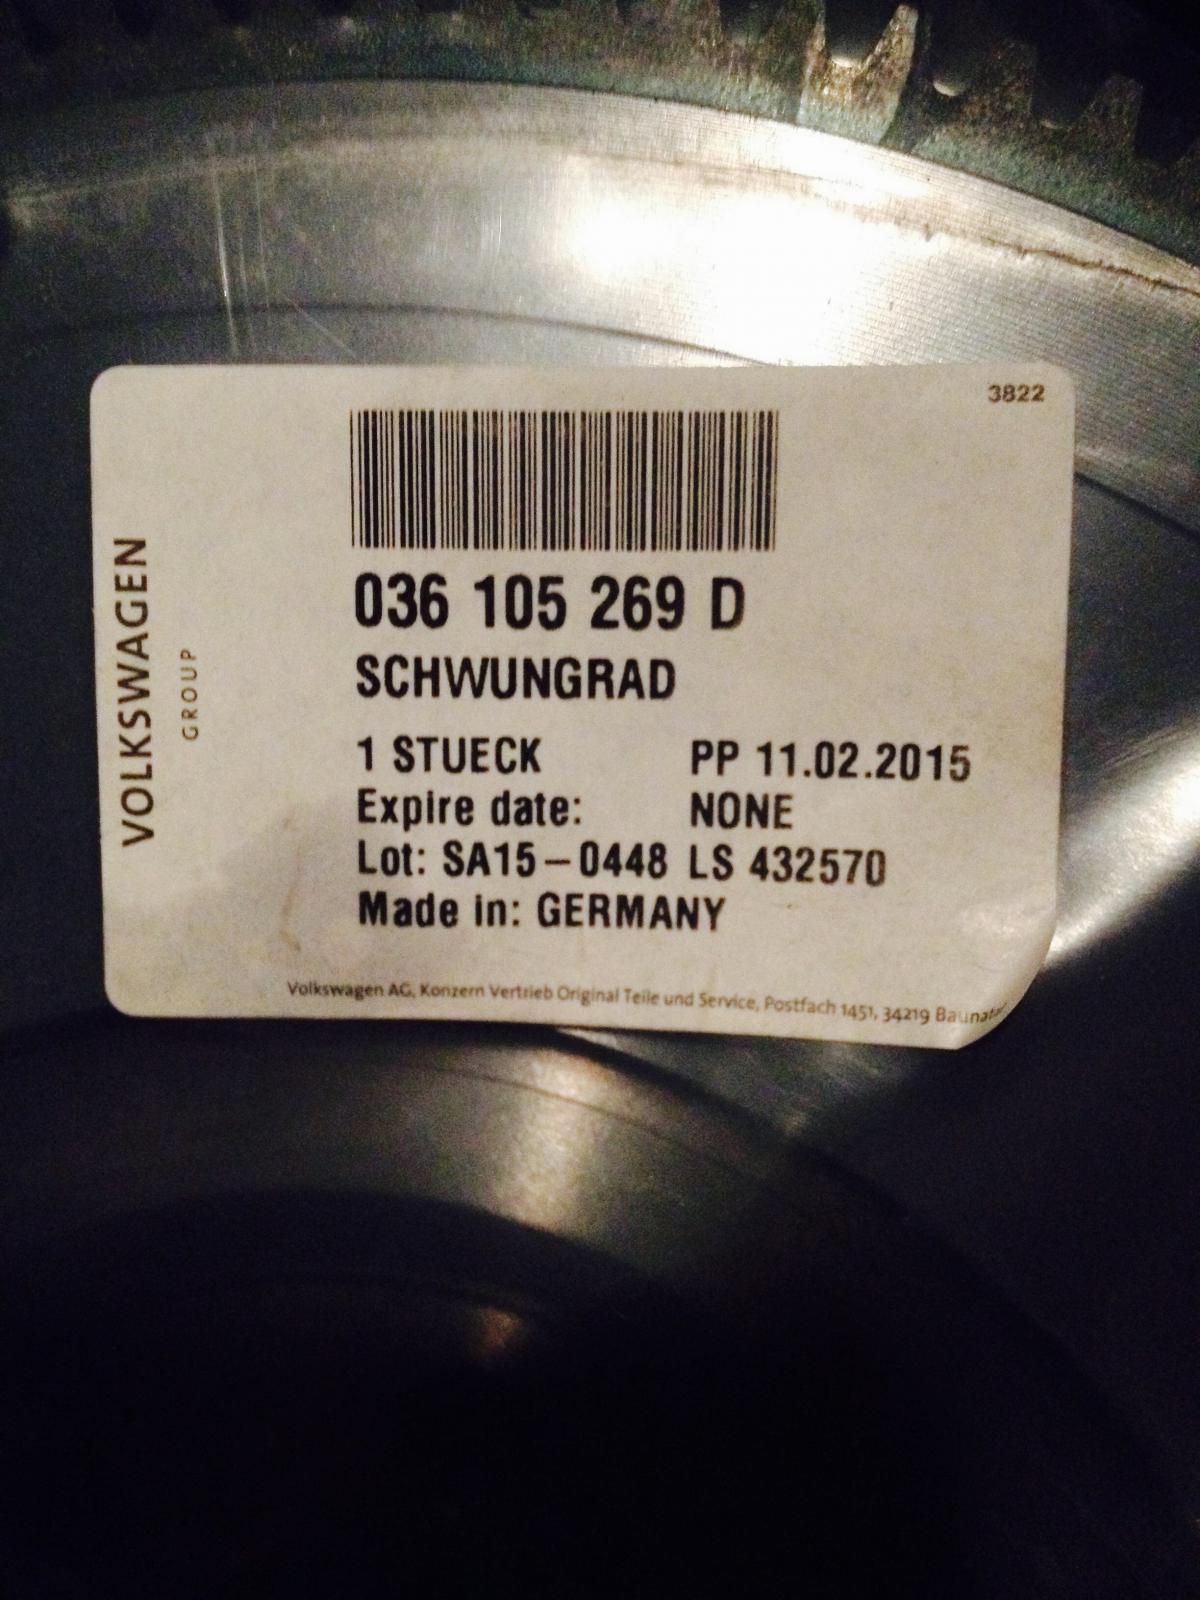 3822
VOLKSWAGEN
GROUP
036 105 269 D
SCHWUNGRAD
1 STUECK PP 11.02.2015
Expire date: NONE
Lot: SA15-0448 LS 432570
Made in: GERMANY
Volkswagen AG, Konzern Vertrieb Original Teile und Service, Postfach 1451, 34219